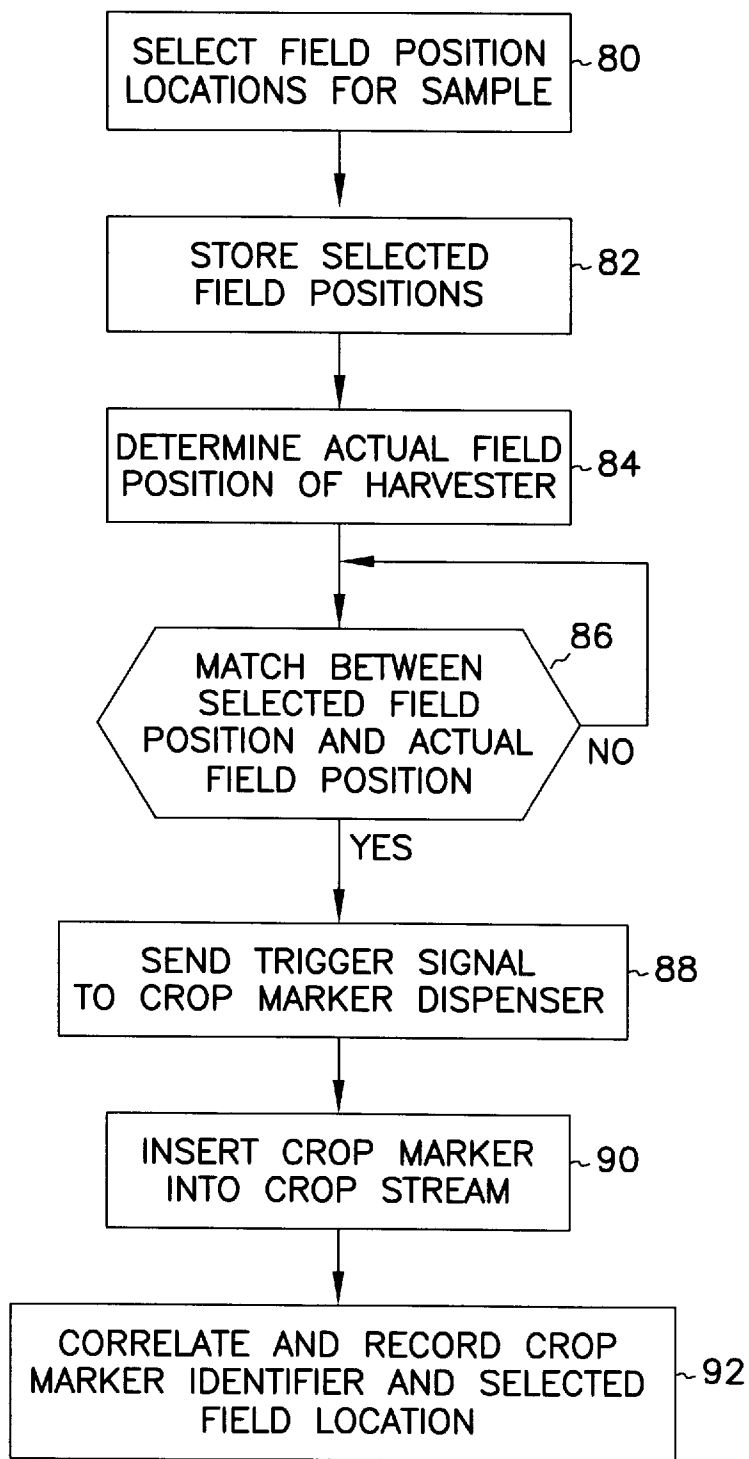 SELECT FIELD POSITION
LOCATIONS FOR SAMPLE
80
STORE SELECTED
FIELD POSITIONS
82
DETERMINE ACTUAL FIELD
POSITION OF HARVESTER
84
86
MATCH BETWEEN
SELECTED FIELD
POSITION AND ACTUAL
FIELD POSITION
NO
YES
SEND TRIGGER SIGNAL
TO CROP MARKER DISPENSER
88
INSERT CROP MARKER
INTO CROP STREAM
90
CORRELATE AND RECORD CROP
MARKER IDENTIFIER AND SELECTED
FIELD LOCATION
92